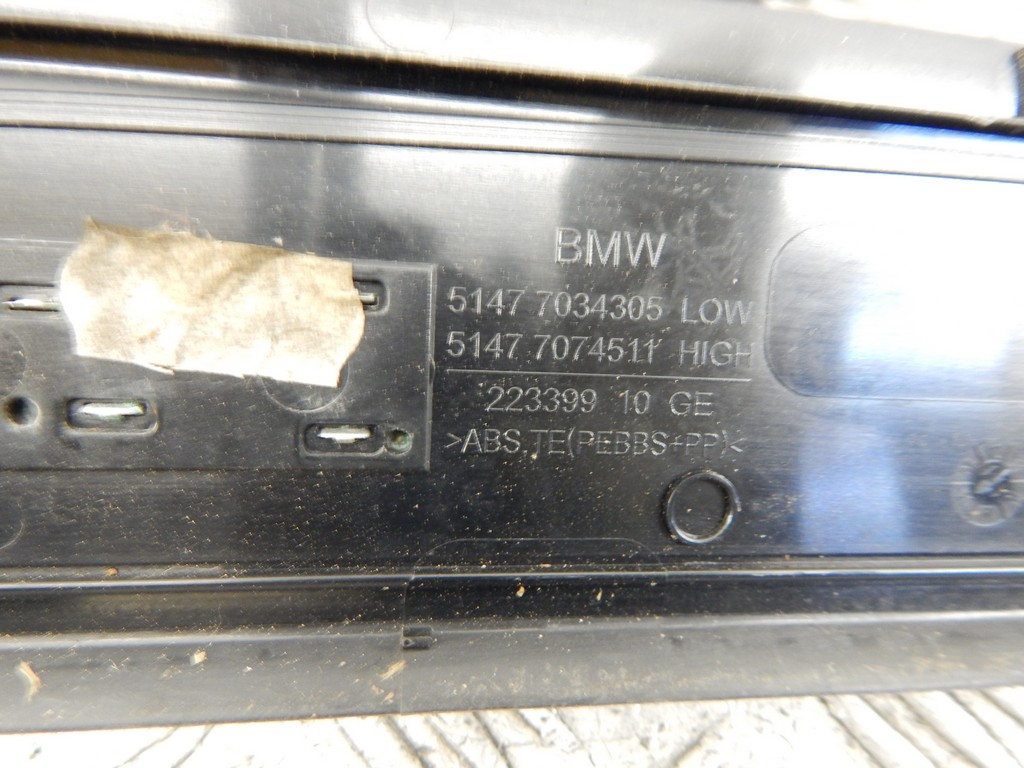 BMW
5147 7034305 LOW
5147 7074511 HIGH
223399 10 GE
>ABS.TE(PEBBS+PP)<